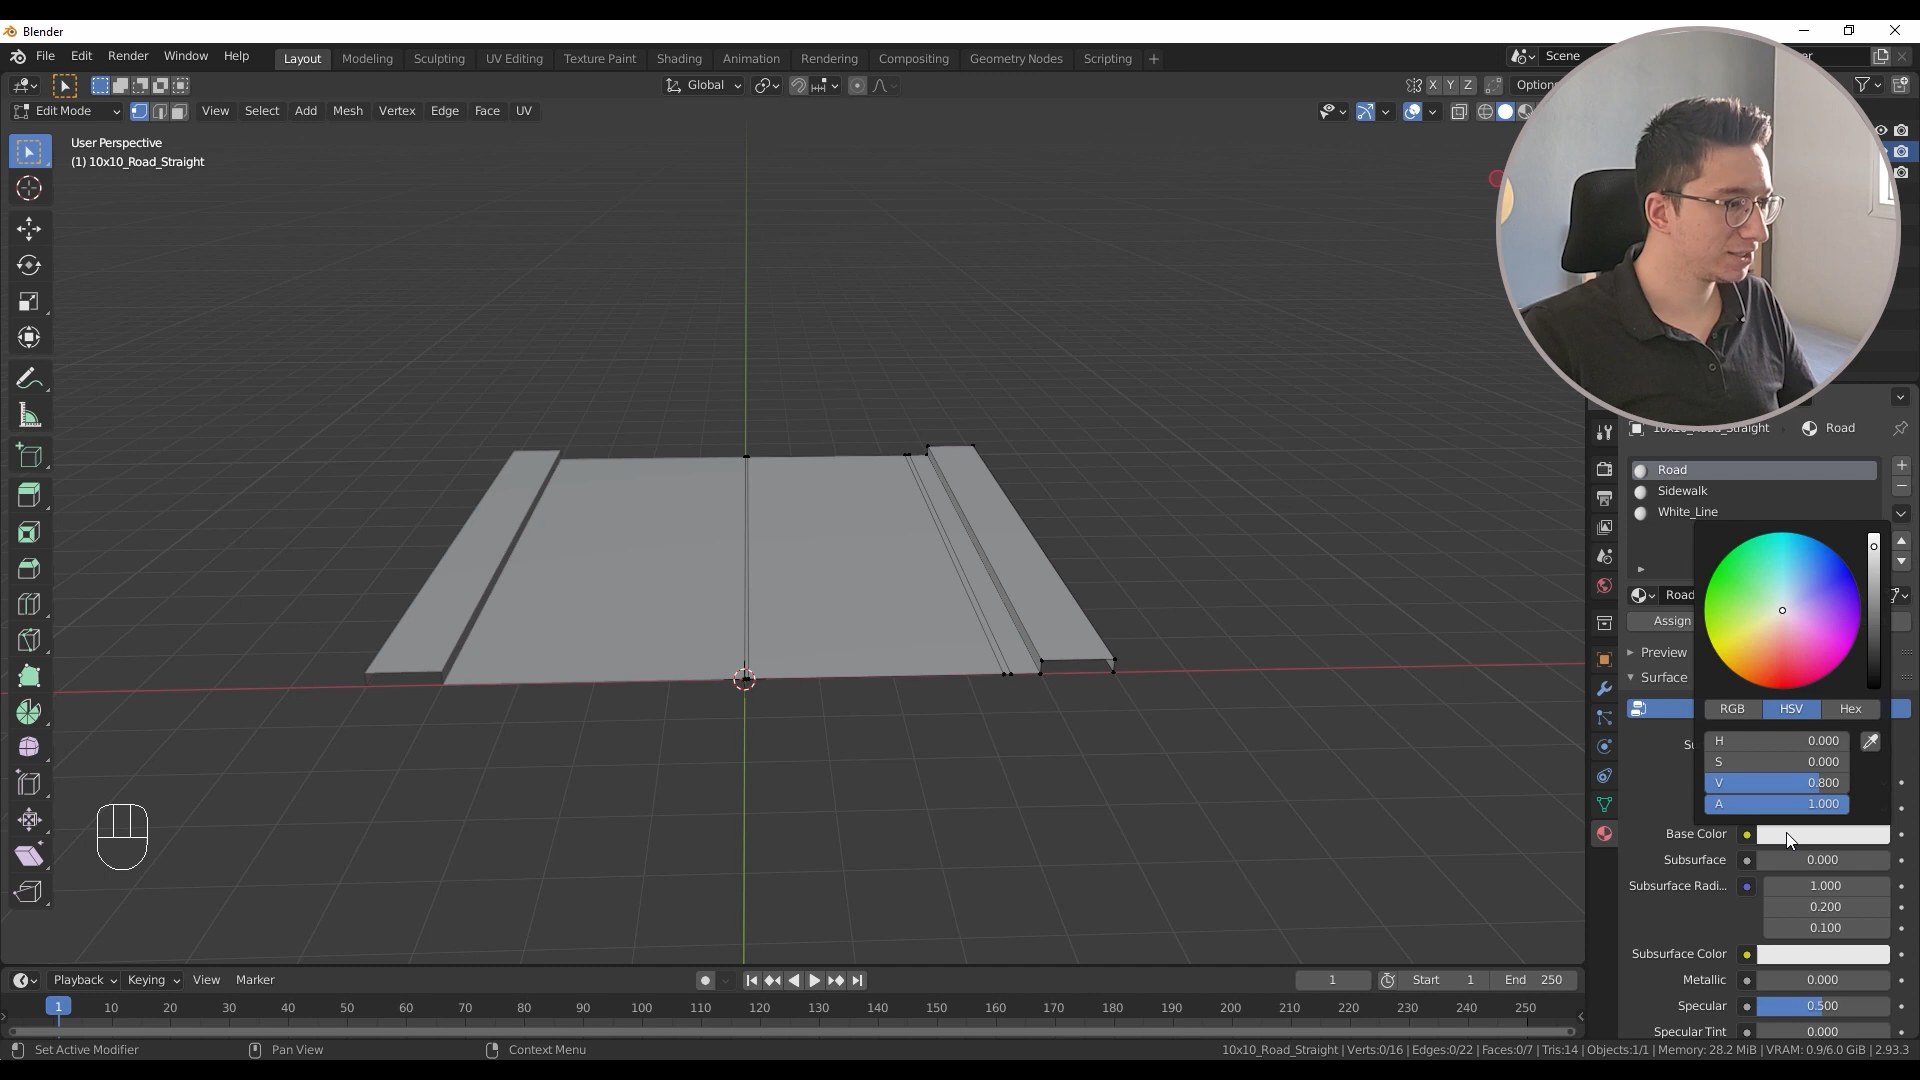 Blender
File Edit Render Window Help
Layout Modeling Sculpting UV Editing Texture Paint Shading Animation Rendering Compositing Geometry Nodes Scripting +
Scene
Global
X Y Z
Edit Mode View Select Add Mesh Vertex Edge Face UV
User Perspective
(1) 10x10_Road_Straight
10x10_Road_Straight Road
Road
Sidewalk
White_Line
Road
Assign
Preview
Surface
RGB HSV Hex
H 0.000
S 0.000
V 0.800
A 1.000
Base Color
Subsurface 0.000
Subsurface Radi... 1.000
0.200
0.100
Subsurface Color
Metallic 0.000
Specular 0.500
Specular Tint 0.000
Playback Keying View Marker
1 Start 1 End 250
1 10 20 30 40 50 60 70 80 90 100 110 120 130 140 150 160 170 180 190 200 210 220 230 240 250
Set Active Modifier Pan View Context Menu
10x10_Road_Straight | Verts:0/16 | Edges:0/22 | Faces:0/7 | Tris:14 | Objects:1/1 | Memory: 28.2 MiB | VRAM: 0.9/6.0 GiB | 2.93.3